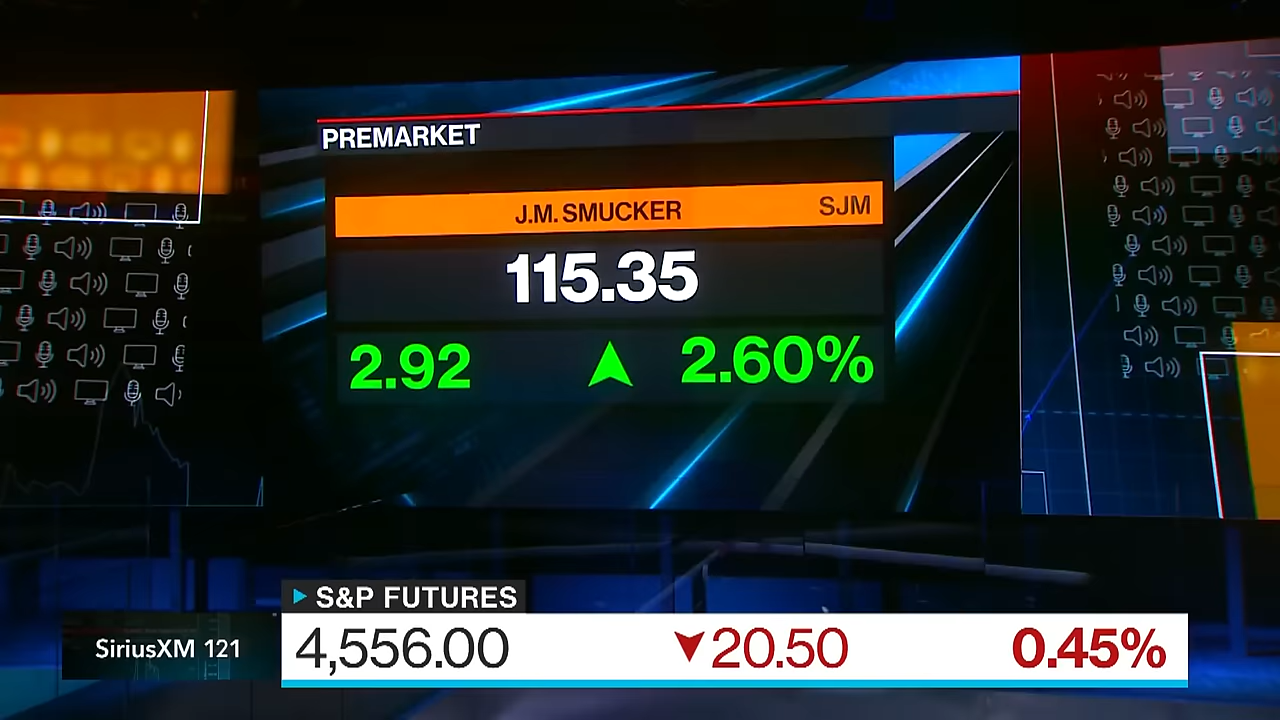 PREMARKET
J.M. SMUCKER SJM
115.35
2.92 ▲ 2.60%
S&P FUTURES
SiriusXM 121
4,556.00 ▼20.50 0.45%